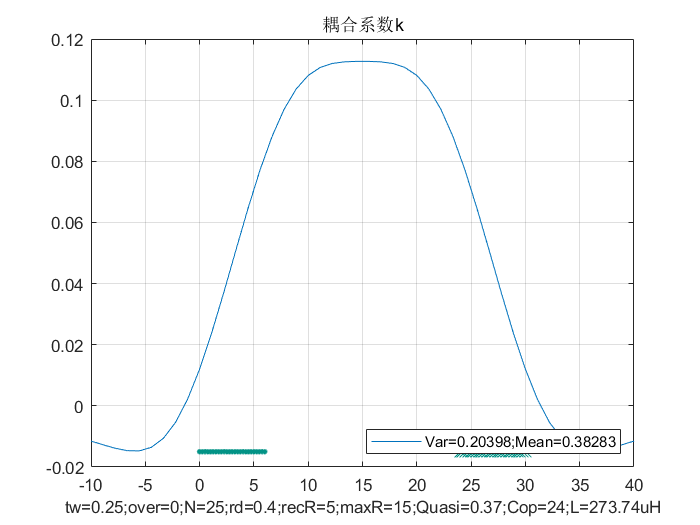 耦合系数k
0.12
0.1
0.08
0.06
0.04
0.02
0
-0.02
Var=0.20398;Mean=0.38283
-10 -5 0 5 10 15 20 25 30 35 40
tw=0.25;over=0;N=25;rd=0.4;recR=5;maxR=15;Quasi=0.37;Cop=24;L=273.74uH